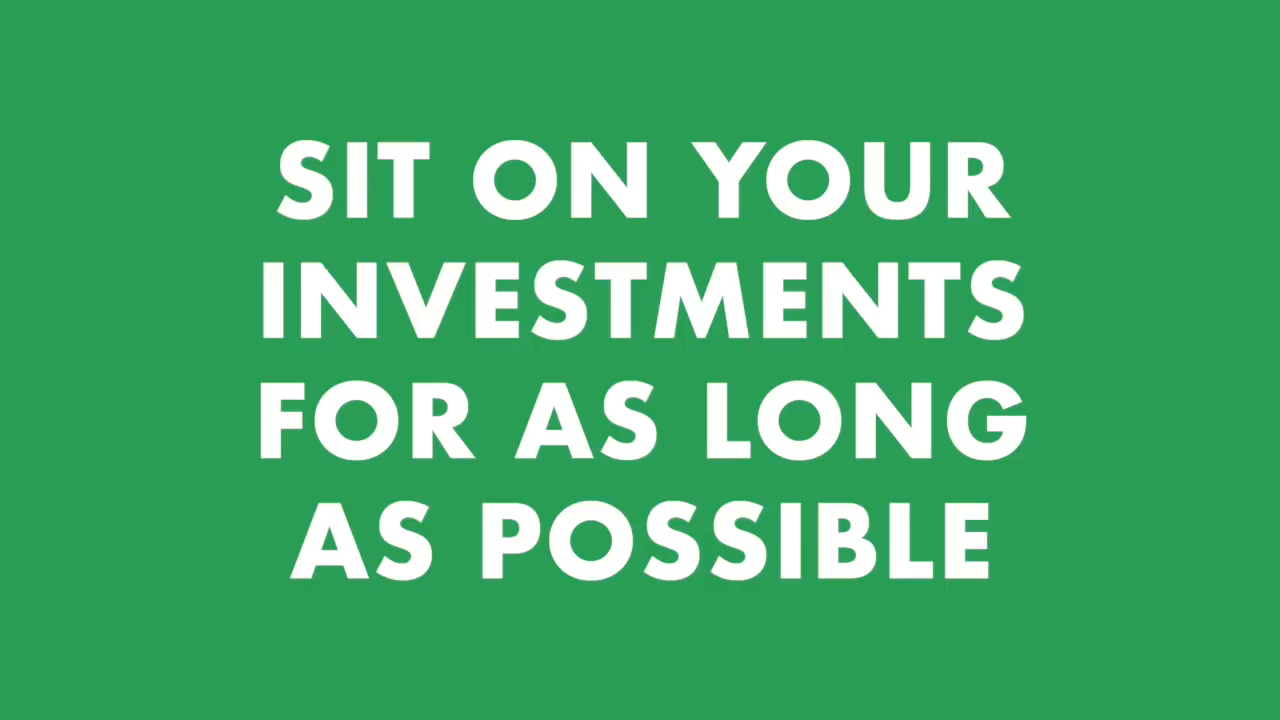 SIT ON YOUR
INVESTMENTS
FOR AS LONG
AS POSSIBLE